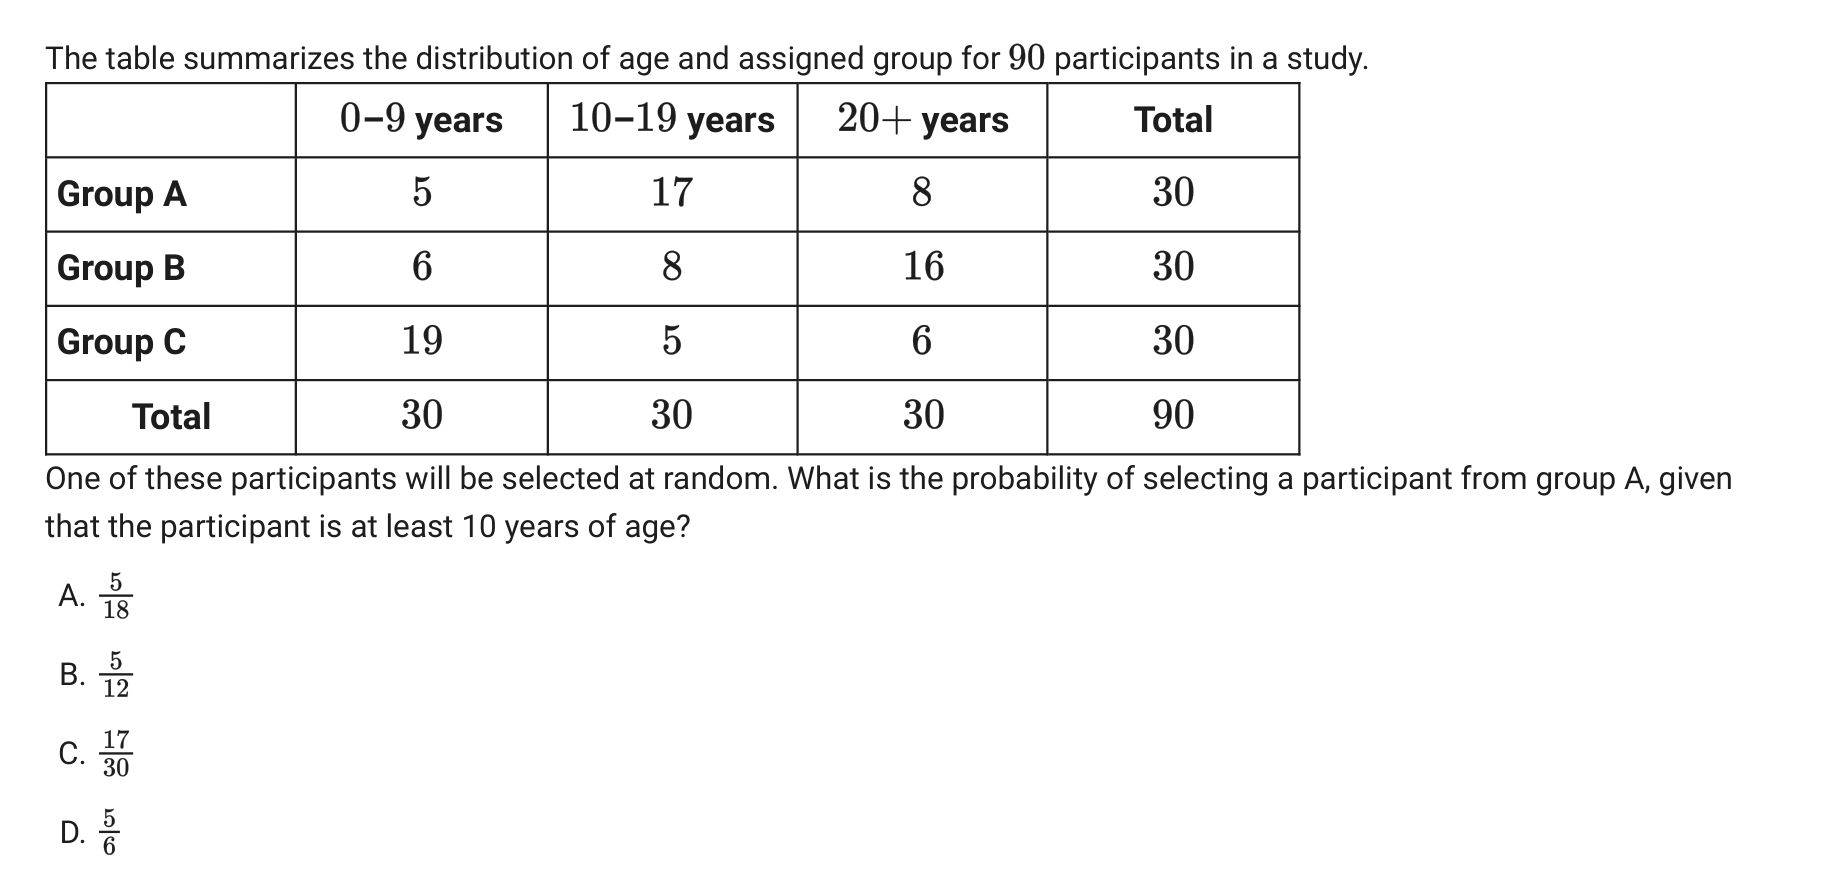 The table summarizes the distribution of age and assigned group for 90 participants in a study.
0–9 years 10–19 years 20+ years Total
Group A 5 17 8 30
Group B 6 8 16 30
Group C 19 5 6 30
Total 30 30 30 90
One of these participants will be selected at random. What is the probability of selecting a participant from group A, given
that the participant is at least 10 years of age?
A. 5/18
B. 5/12
C. 17/30
D. 5/6